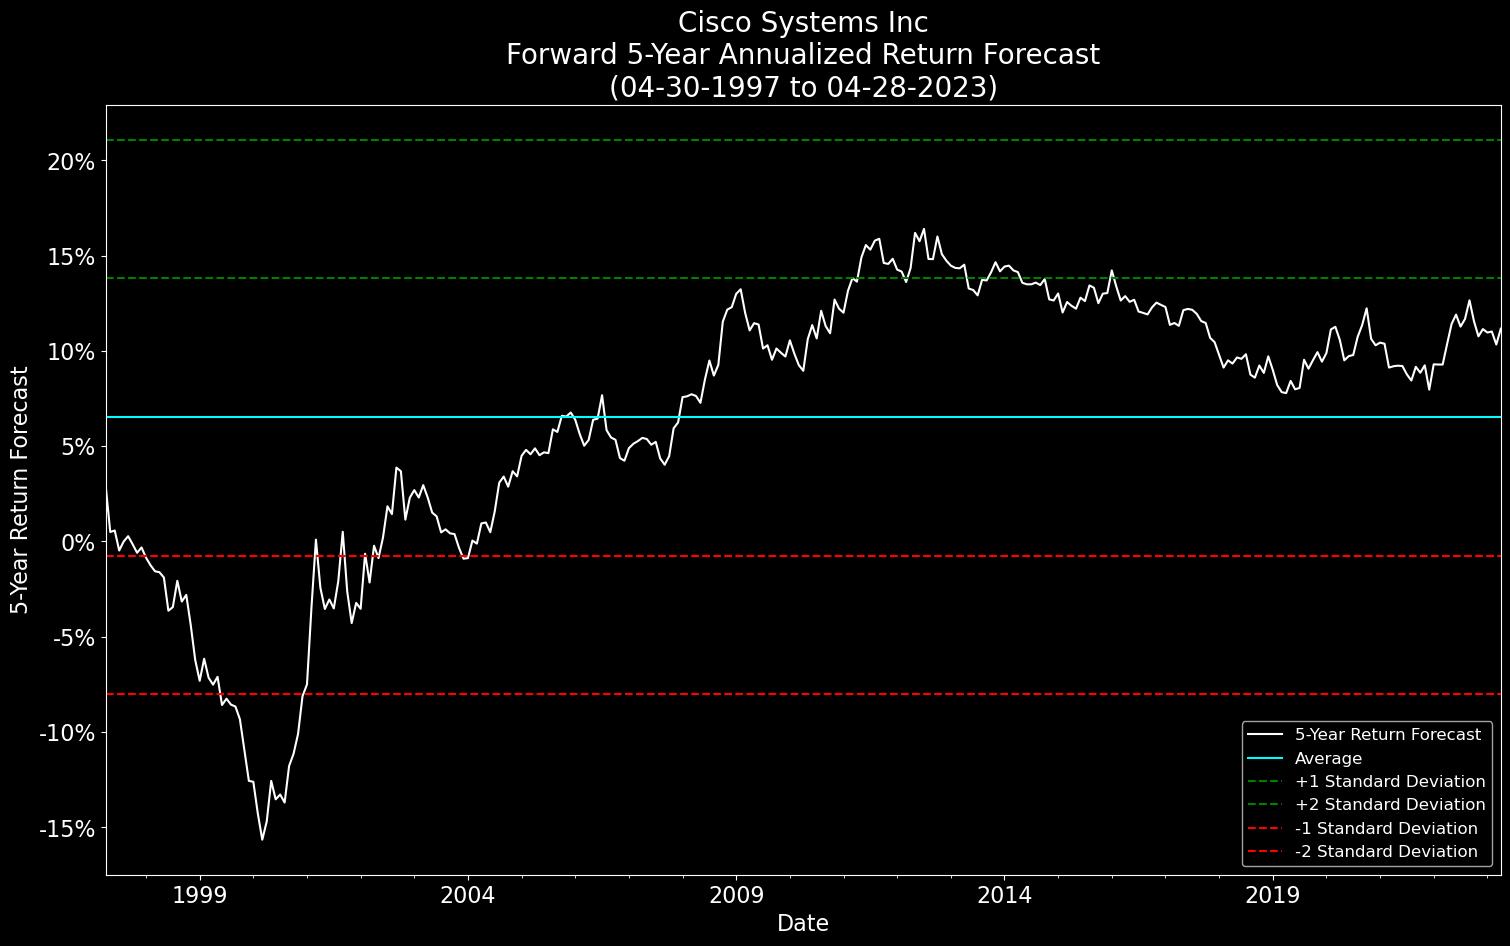 Cisco Systems Inc
Forward 5-Year Annualized Return Forecast
(04-30-1997 to 04-28-2023)
5-Year Return Forecast
20%
15%
10%
5%
0%
-5%
-10%
-15%
1999
2004
2009
2014
2019
Date
5-Year Return Forecast
Average
+1 Standard Deviation
+2 Standard Deviation
-1 Standard Deviation
-2 Standard Deviation